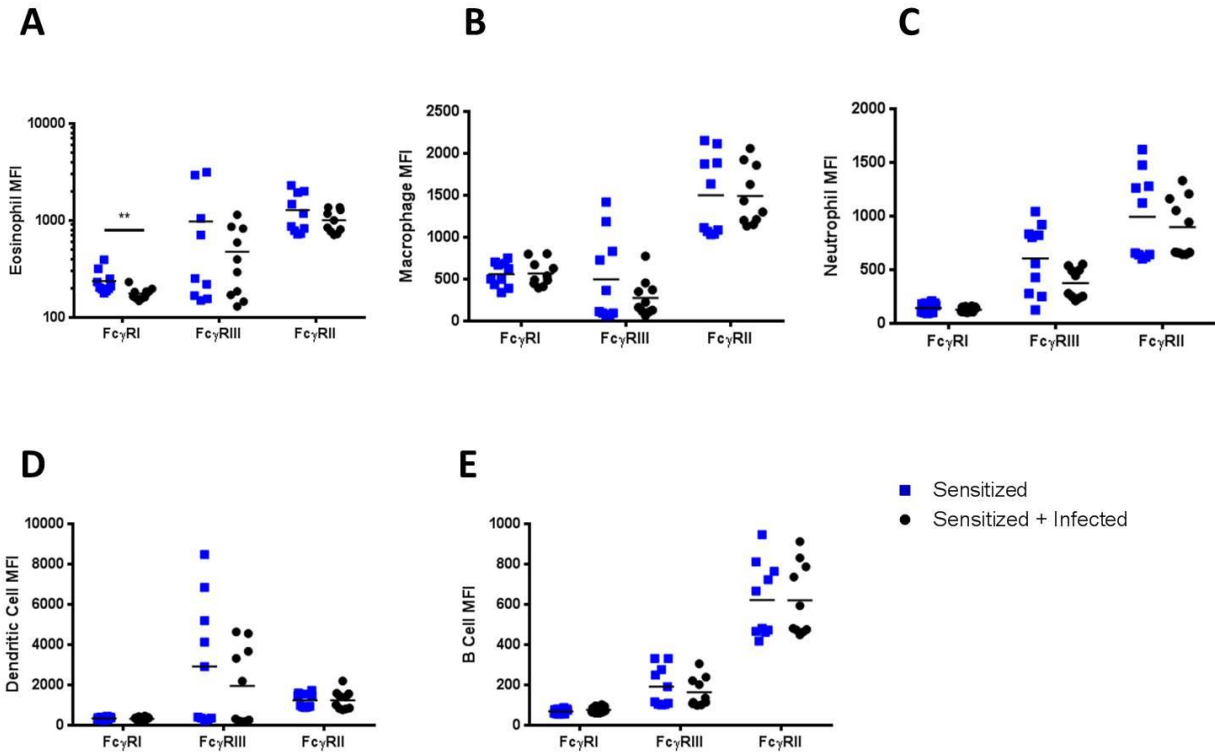 A
B
C
Eosinophil MFI
10000
1000
100
**
FcγRI
FcγRIII
FcγRII
Macrophage MFI
2500
2000
1500
1000
500
0
FcγRI
FcγRIII
FcγRII
Neutrophil MFI
2000
1500
1000
500
0
FcγRI
FcγRIII
FcγRII
D
E
Dendritic Cell MFI
10000
8000
6000
4000
2000
0
FcγRI
FcγRIII
FcγRII
B Cell MFI
1000
800
600
400
200
0
FcγRI
FcγRIII
FcγRII
Sensitized
Sensitized + Infected